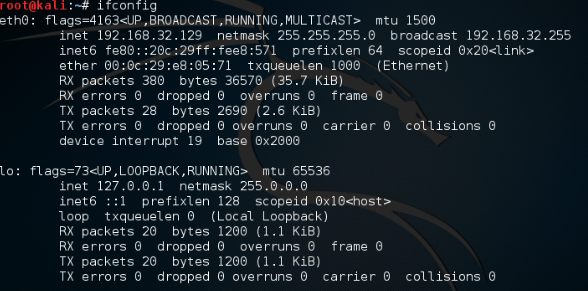 root@kali:~# ifconfig
eth0: flags=4163<UP,BROADCAST,RUNNING,MULTICAST>  mtu 1500
        inet 192.168.32.129  netmask 255.255.255.0  broadcast 192.168.32.255
        inet6 fe80::20c:29ff:fee8:571  prefixlen 64  scopeid 0x20<link>
        ether 00:0c:29:e8:05:71  txqueuelen 1000  (Ethernet)
        RX packets 380  bytes 36570 (35.7 KiB)
        RX errors 0  dropped 0  overruns 0  frame 0
        TX packets 28  bytes 2690 (2.6 KiB)
        TX errors 0  dropped 0 overruns 0  carrier 0  collisions 0
        device interrupt 19  base 0x2000

lo: flags=73<UP,LOOPBACK,RUNNING>  mtu 65536
        inet 127.0.0.1  netmask 255.0.0.0
        inet6 ::1  prefixlen 128  scopeid 0x10<host>
        loop  txqueuelen 0  (Local Loopback)
        RX packets 20  bytes 1200 (1.1 KiB)
        RX errors 0  dropped 0  overruns 0  frame 0
        TX packets 20  bytes 1200 (1.1 KiB)
        TX errors 0  dropped 0 overruns 0  carrier 0  collisions 0